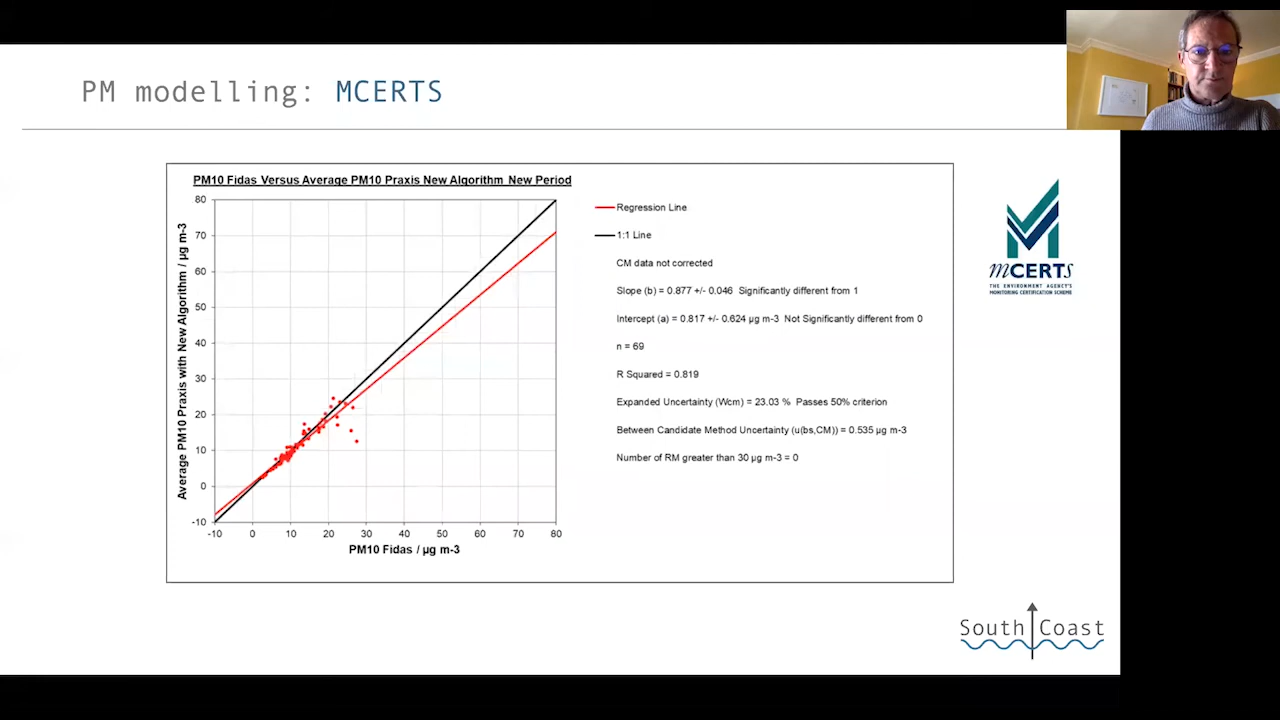 PM modelling: MCERTS
PM10 Fidas Versus Average PM10 Praxis New Algorithm New Period
Average PM10 Praxis with New Algorithm / µg m-3
80
70
60
50
40
30
20
10
0
-10
-10 0 10 20 30 40 50 60 70 80
PM10 Fidas / µg m-3
Regression Line
1:1 Line
CM data not corrected
Slope (b) = 0.877 +/- 0.046 Significantly different from 1
Intercept (a) = 0.817 +/- 0.624 µg m-3 Not Significantly different from 0
n = 69
R Squared = 0.819
Expanded Uncertainty (Wcm) = 23.03 % Passes 50% criterion
Between Candidate Method Uncertainty (u(bs,CM)) = 0.535 µg m-3
Number of RM greater than 30 µg m-3 = 0
mCERTs
THE ENVIRONMENT AGENCY'S
MONITORING CERTIFICATION SCHEME
South Coast